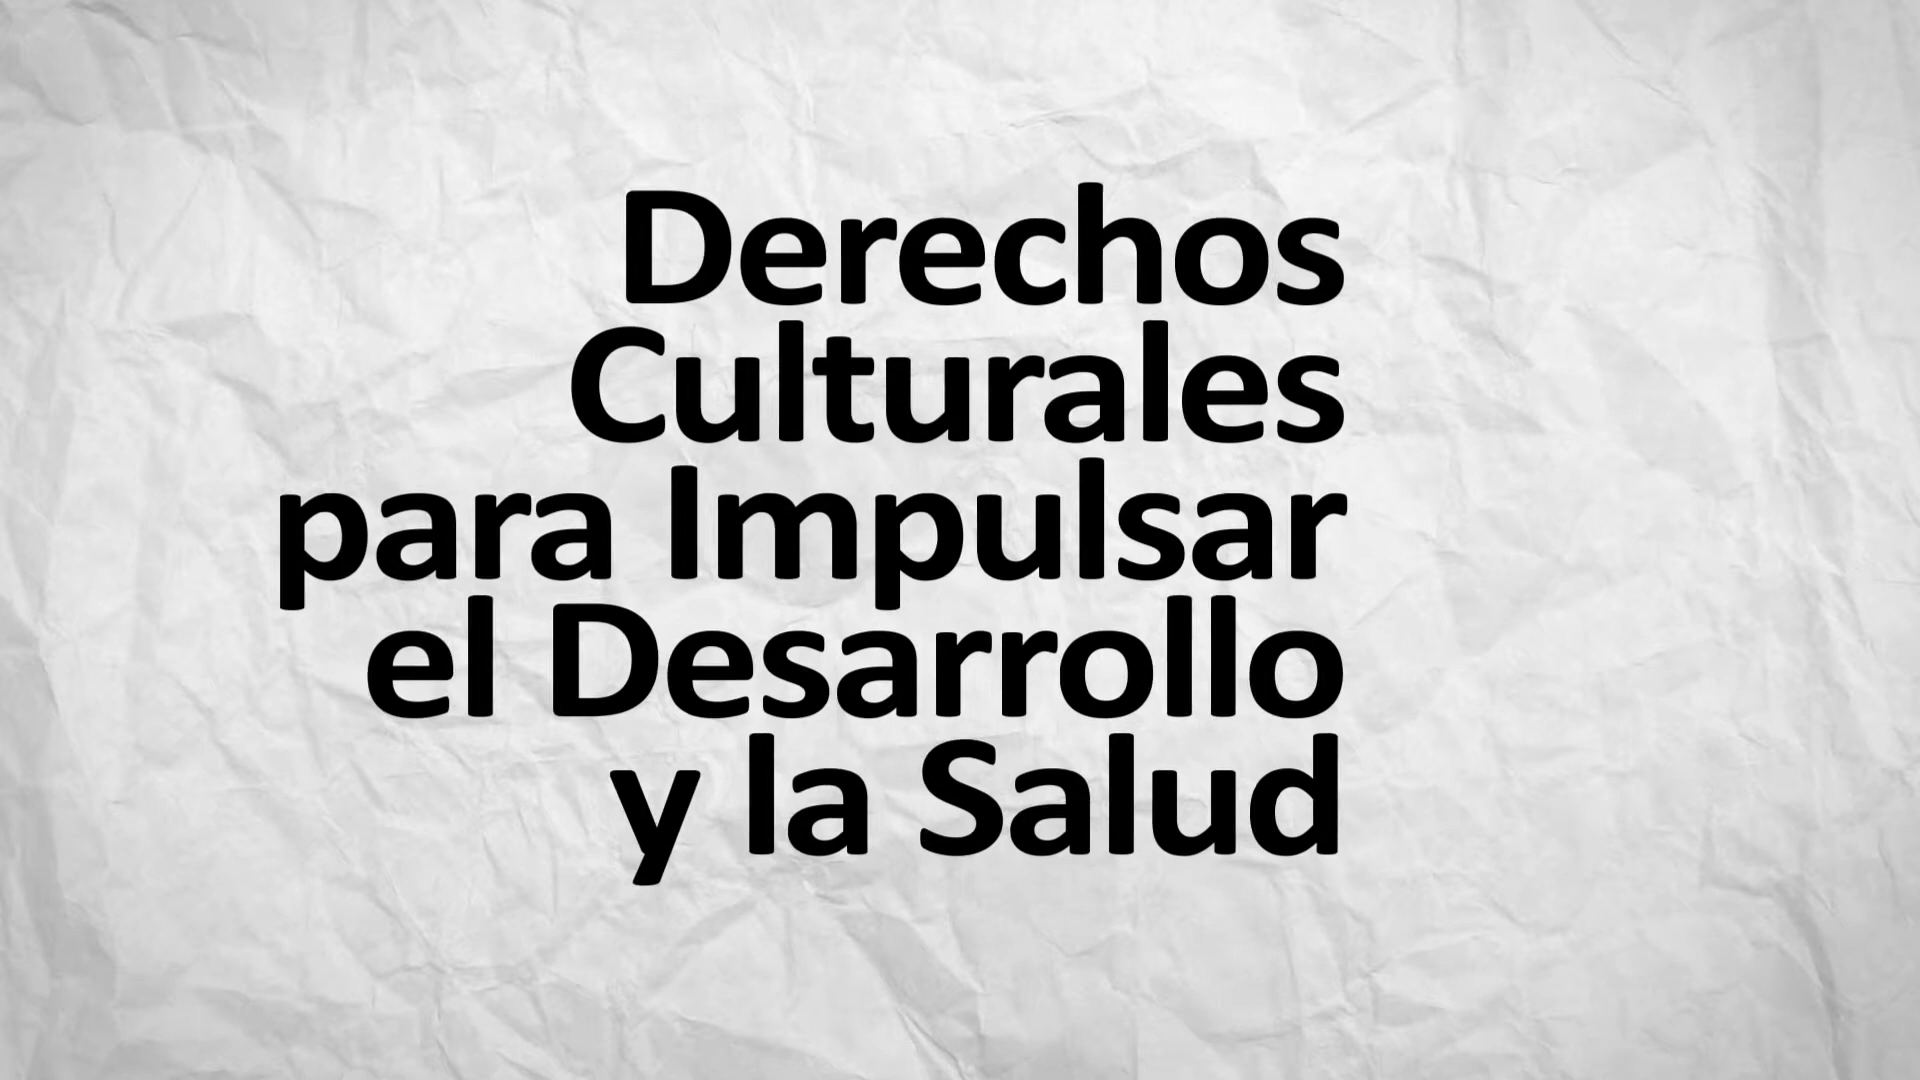 Derechos
Culturales
para Impulsar
el Desarrollo
y la Salud